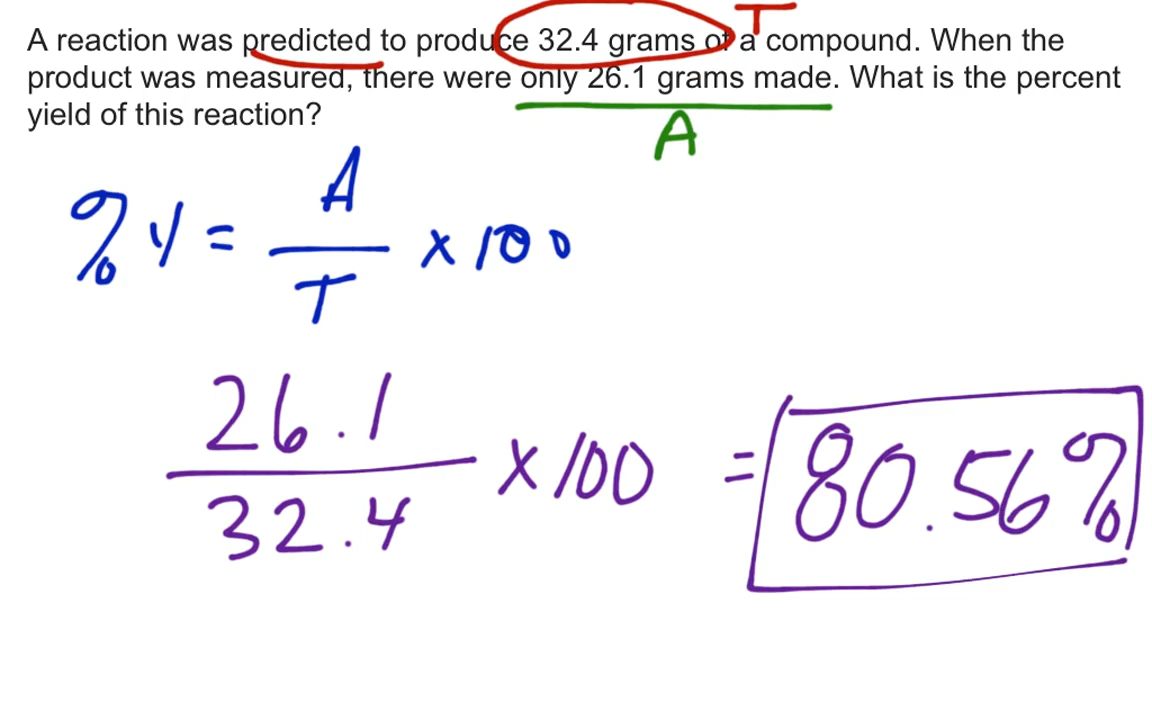 T
A reaction was predicted to produce 32.4 grams of a compound. When the
product was measured, there were only 26.1 grams made. What is the percent
yield of this reaction?
A
% y = A / T x 100
26.1 / 32.4 x 100 = 80.56%